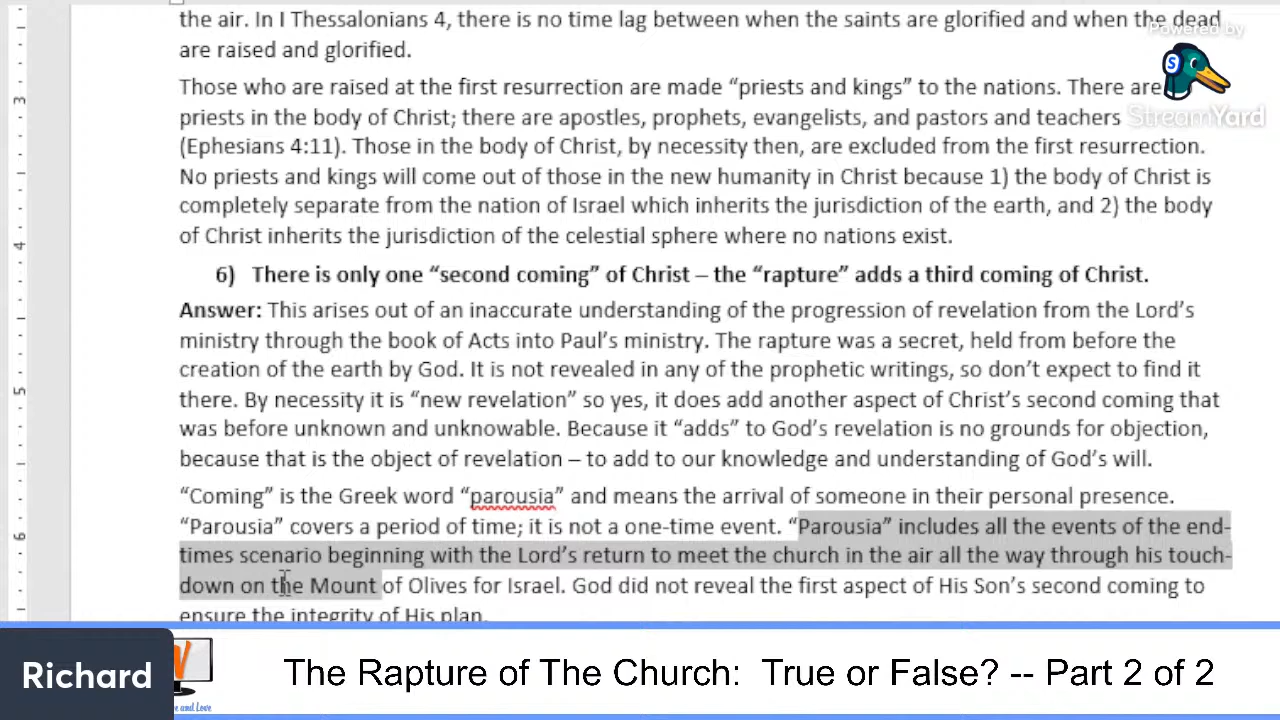 the air. In I Thessalonians 4, there is no time lag between when the saints are glorified and when the dead
are raised and glorified.
Powered by
S
StreamYard
Those who are raised at the first resurrection are made “priests and kings” to the nations. There are
priests in the body of Christ; there are apostles, prophets, evangelists, and pastors and teachers
(Ephesians 4:11). Those in the body of Christ, by necessity then, are excluded from the first resurrection.
No priests and kings will come out of those in the new humanity in Christ because 1) the body of Christ is
completely separate from the nation of Israel which inherits the jurisdiction of the earth, and 2) the body
of Christ inherits the jurisdiction of the celestial sphere where no nations exist.
6) There is only one “second coming” of Christ – the “rapture” adds a third coming of Christ.
Answer: This arises out of an inaccurate understanding of the progression of revelation from the Lord’s
ministry through the book of Acts into Paul’s ministry. The rapture was a secret, held from before the
creation of the earth by God. It is not revealed in any of the prophetic writings, so don’t expect to find it
there. By necessity it is “new revelation” so yes, it does add another aspect of Christ’s second coming that
was before unknown and unknowable. Because it “adds” to God’s revelation is no grounds for objection,
because that is the object of revelation – to add to our knowledge and understanding of God’s will.
“Coming” is the Greek word “parousia” and means the arrival of someone in their personal presence.
“Parousia” covers a period of time; it is not a one-time event. “Parousia” includes all the events of the end-
times scenario beginning with the Lord’s return to meet the church in the air all the way through his touch-
down on the Mount of Olives for Israel. God did not reveal the first aspect of His Son’s second coming to
ensure the integrity of His plan.
3
4
5
6
Richard
The Rapture of The Church: True or False? -- Part 2 of 2
and Love